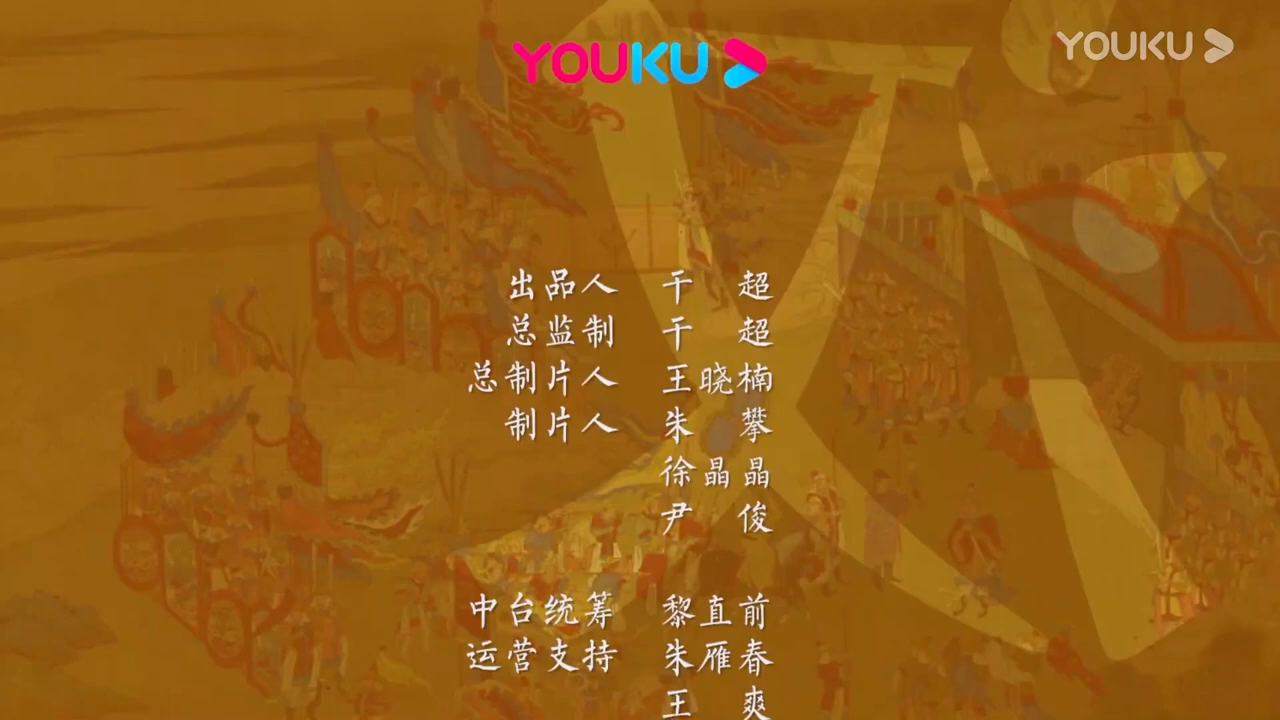 YOUKU
YOUKU
出品人 干 超
总监制 干 超
总制片人 王晓楠
制片人 朱 攀
徐晶晶
尹 俊
中台统筹 黎直前
运营支持 朱雁春
王 爽